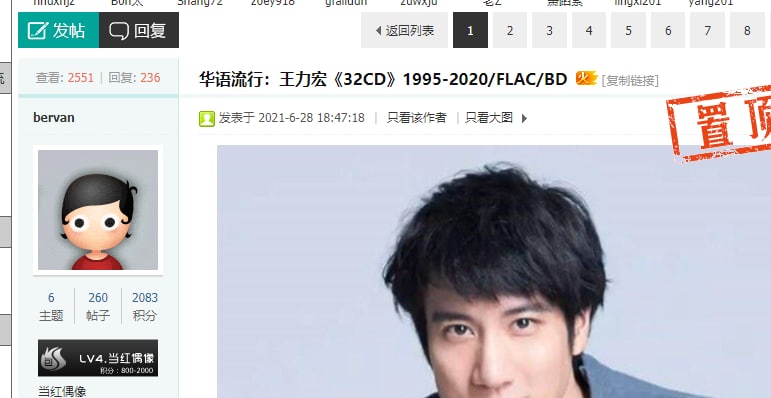 发帖 回复 返回列表 1 2 3 4 5 6 7 8
查看: 2551 | 回复: 236
华语流行：王力宏《32CD》1995-2020/FLAC/BD 火 [复制链接]
置顶
bervan
发表于 2021-6-28 18:47:18 | 只看该作者 | 只看大图
6 260 2083
主题 帖子 积分
LV4.当红偶像
积分：800-2000
当红偶像